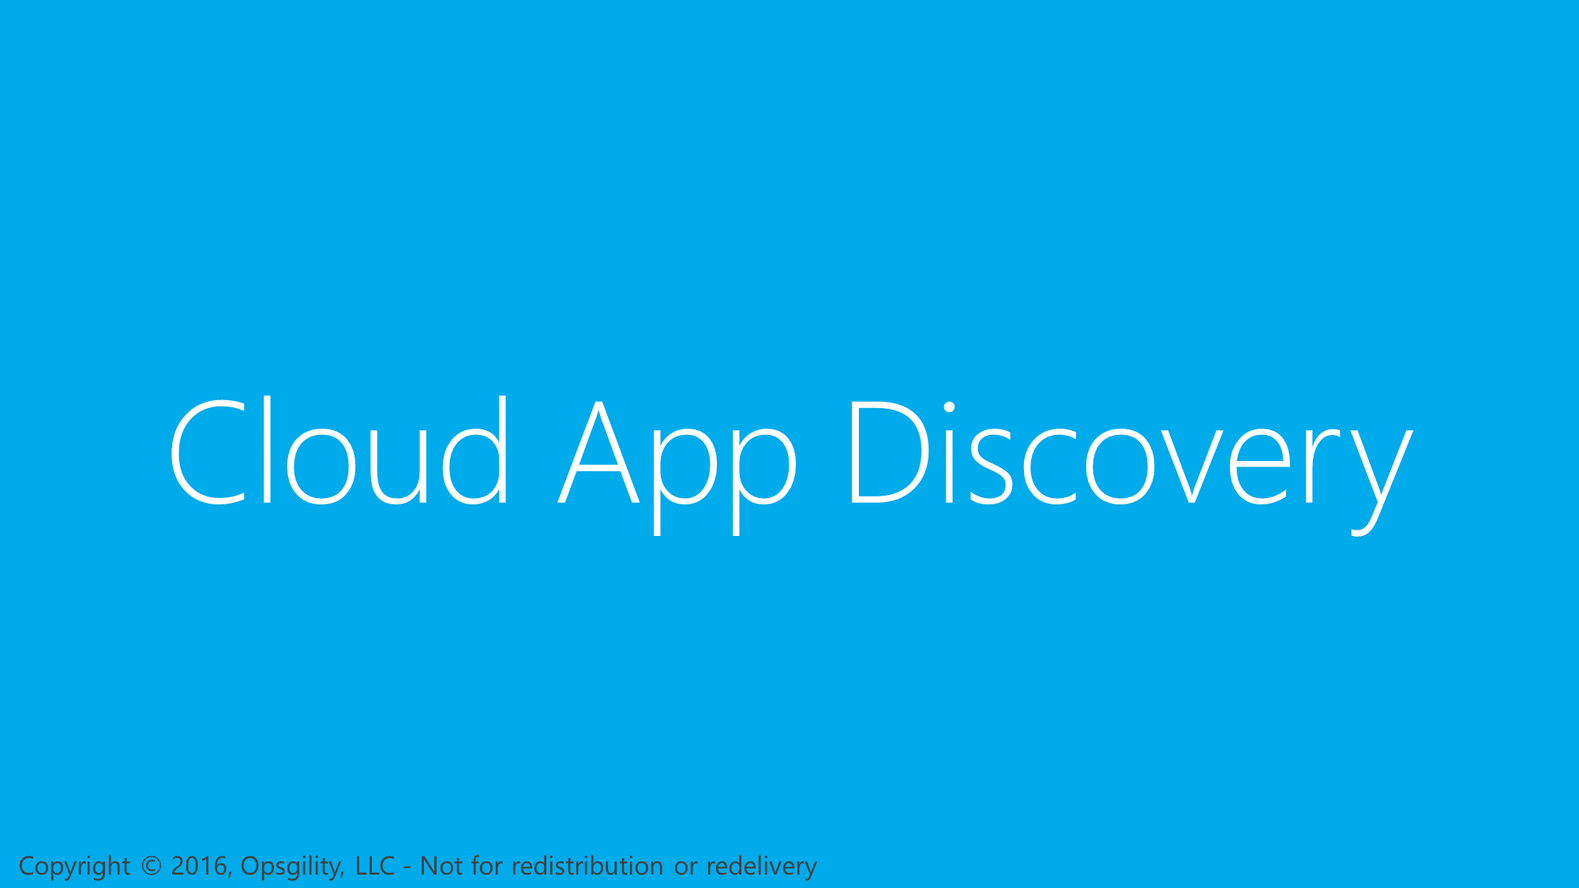 Cloud App Discovery
Copyright © 2016, Opsgility, LLC - Not for redistribution or redelivery